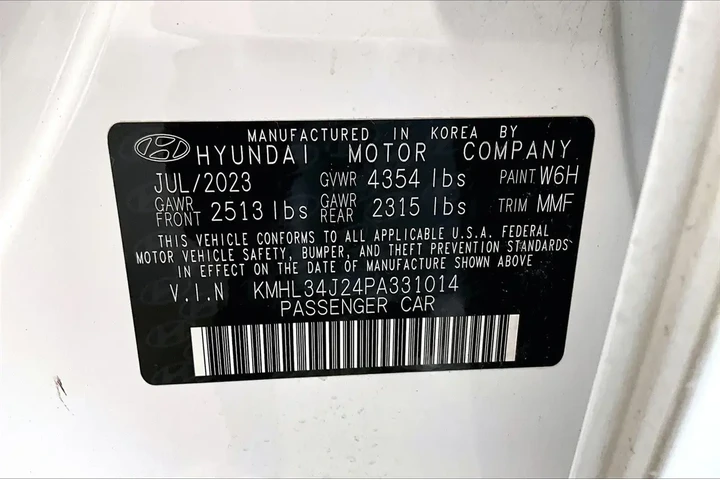 MANUFACTURED IN KOREA BY
HYUNDAI MOTOR COMPANY
JUL/2023 GVWR 4354 lbs PAINT W6H
GAWR FRONT 2513 lbs GAWR REAR 2315 lbs TRIM MMF
THIS VEHICLE CONFORMS TO ALL APPLICABLE U.S.A. FEDERAL
MOTOR VEHICLE SAFETY, BUMPER, AND THEFT PREVENTION STANDARDS
IN EFFECT ON THE DATE OF MANUFACTURE SHOWN ABOVE
V.I.N KMHL34J24PA331014
PASSENGER CAR